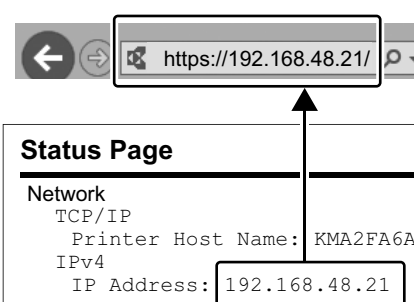 https://192.168.48.21/
Status Page
Network
TCP/IP
Printer Host Name: KMA2FA6A
IPv4
IP Address: 192.168.48.21